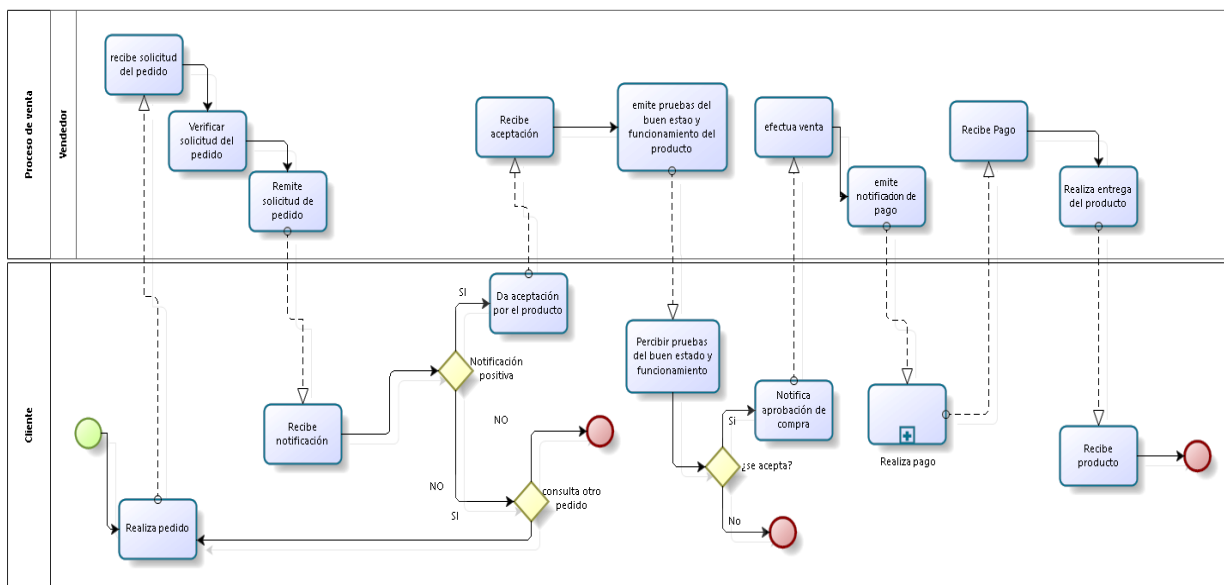 Proceso de venta
Vendedor
recibe solicitud
del pedido
Verificar
solicitud del
pedido
Remite
solicitud de
pedido
Recibe
aceptación
emite pruebas del
buen estao y
funcionamiento del
producto
efectua venta
emite
notificacion de
pago
Recibe Pago
Realiza entrega
del producto
Cliente
Realiza pedido
Recibe
notificación
Notificación
positiva
SI
NO
Da aceptación
por el producto
consulta otro
pedido
NO
SI
Percibir pruebas
del buen estado y
funcionamiento
¿se acepta?
Si
No
Notifica
aprobación de
compra
Realiza pago
Recibe
producto